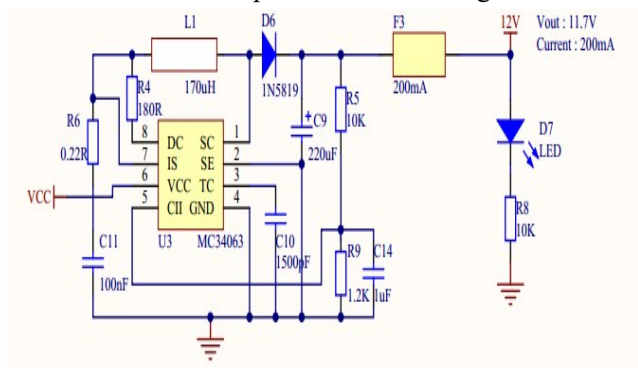 L1
D6
F3
12V
Vout : 11.7V
Current : 200mA
170uH
1N5819
200mA
R4
180R
R6
0.22R
R5
10K
C9
220uF
D7
LED
8
DC
SC
1
7
IS
SE
2
6
VCC
TC
3
5
CII
GND
4
VCC
U3
MC34063
C10
1500pF
C11
100nF
R9
1.2K
C14
1uF
R8
10K